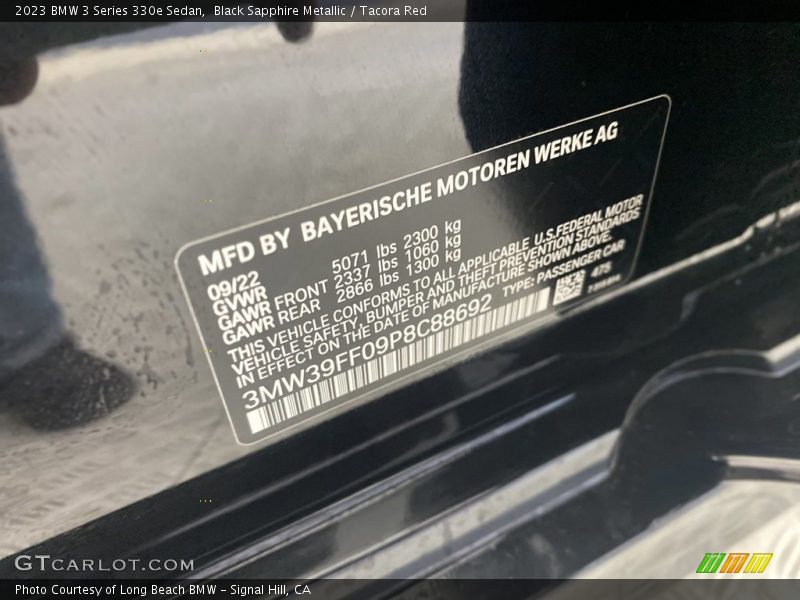 2023 BMW 3 Series 330e Sedan,  Black Sapphire Metallic / Tacora Red
MFD BY BAYERISCHE MOTOREN WERKE AG
09/22
GVWR 5071 lbs 2300 kg
GAWR FRONT 2337 lbs 1060 kg
GAWR REAR 2866 lbs 1300 kg
THIS VEHICLE CONFORMS TO ALL APPLICABLE U.S.FEDERAL MOTOR
VEHICLE SAFETY, BUMPER AND THEFT PREVENTION STANDARDS
IN EFFECT ON THE DATE OF MANUFACTURE SHOWN ABOVE.
3MW39FF09P8C88692 TYPE: PASSENGER CAR
475
GTCARLOT.COM
Photo Courtesy of Long Beach BMW - Signal Hill, CA